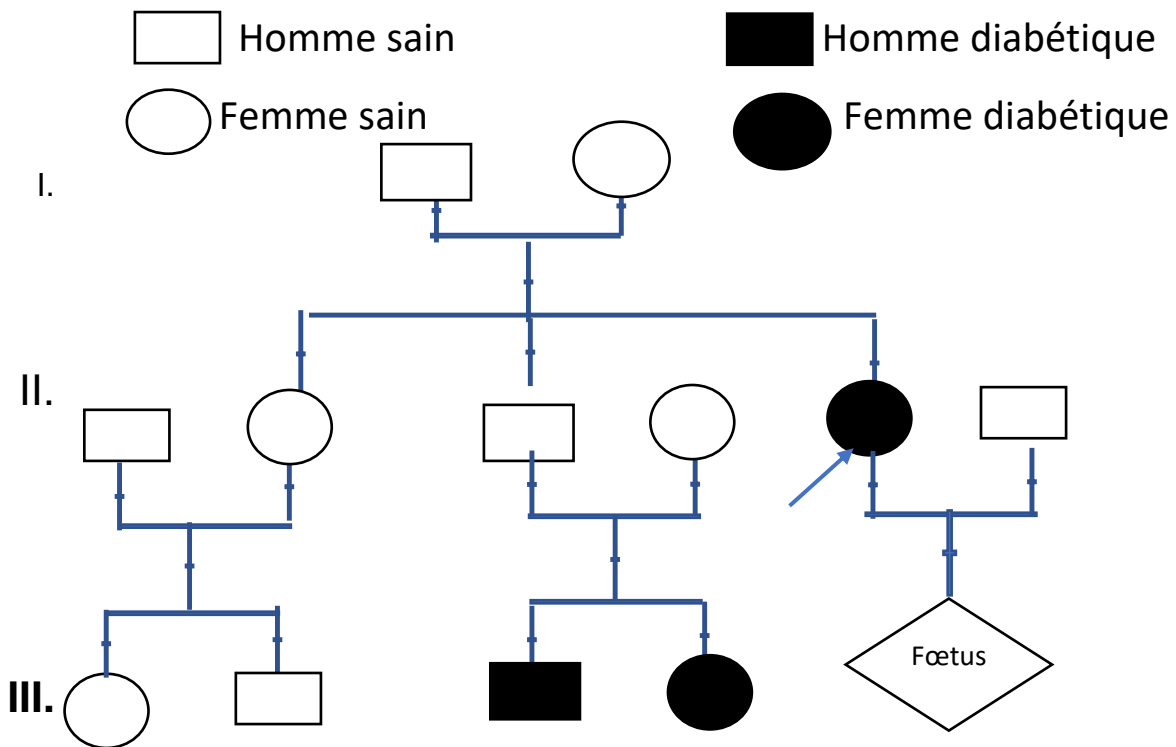 Homme sain
Homme diabétique
Femme sain
Femme diabétique
I.
II.
III.
Fœtus